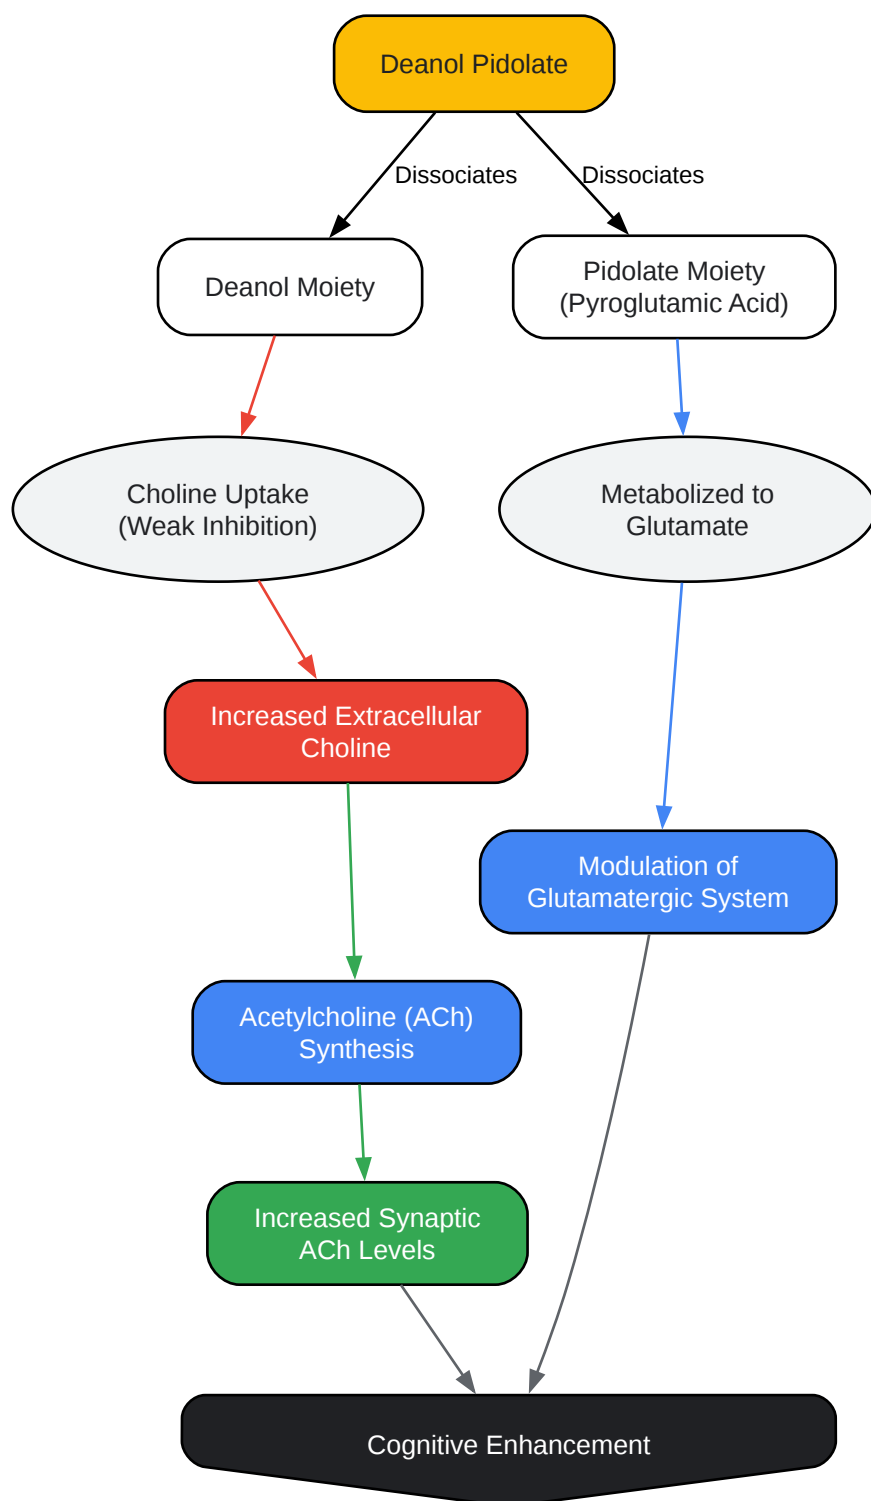 Deanol Pidolate
Dissociates
Dissociates
Deanol Moiety
Pidolate Moiety
(Pyroglutamic Acid)
Choline Uptake
(Weak Inhibition)
Metabolized to
Glutamate
Increased Extracellular
Choline
Modulation of
Glutamatergic System
Acetylcholine (ACh)
Synthesis
Increased Synaptic
ACh Levels
Cognitive Enhancement